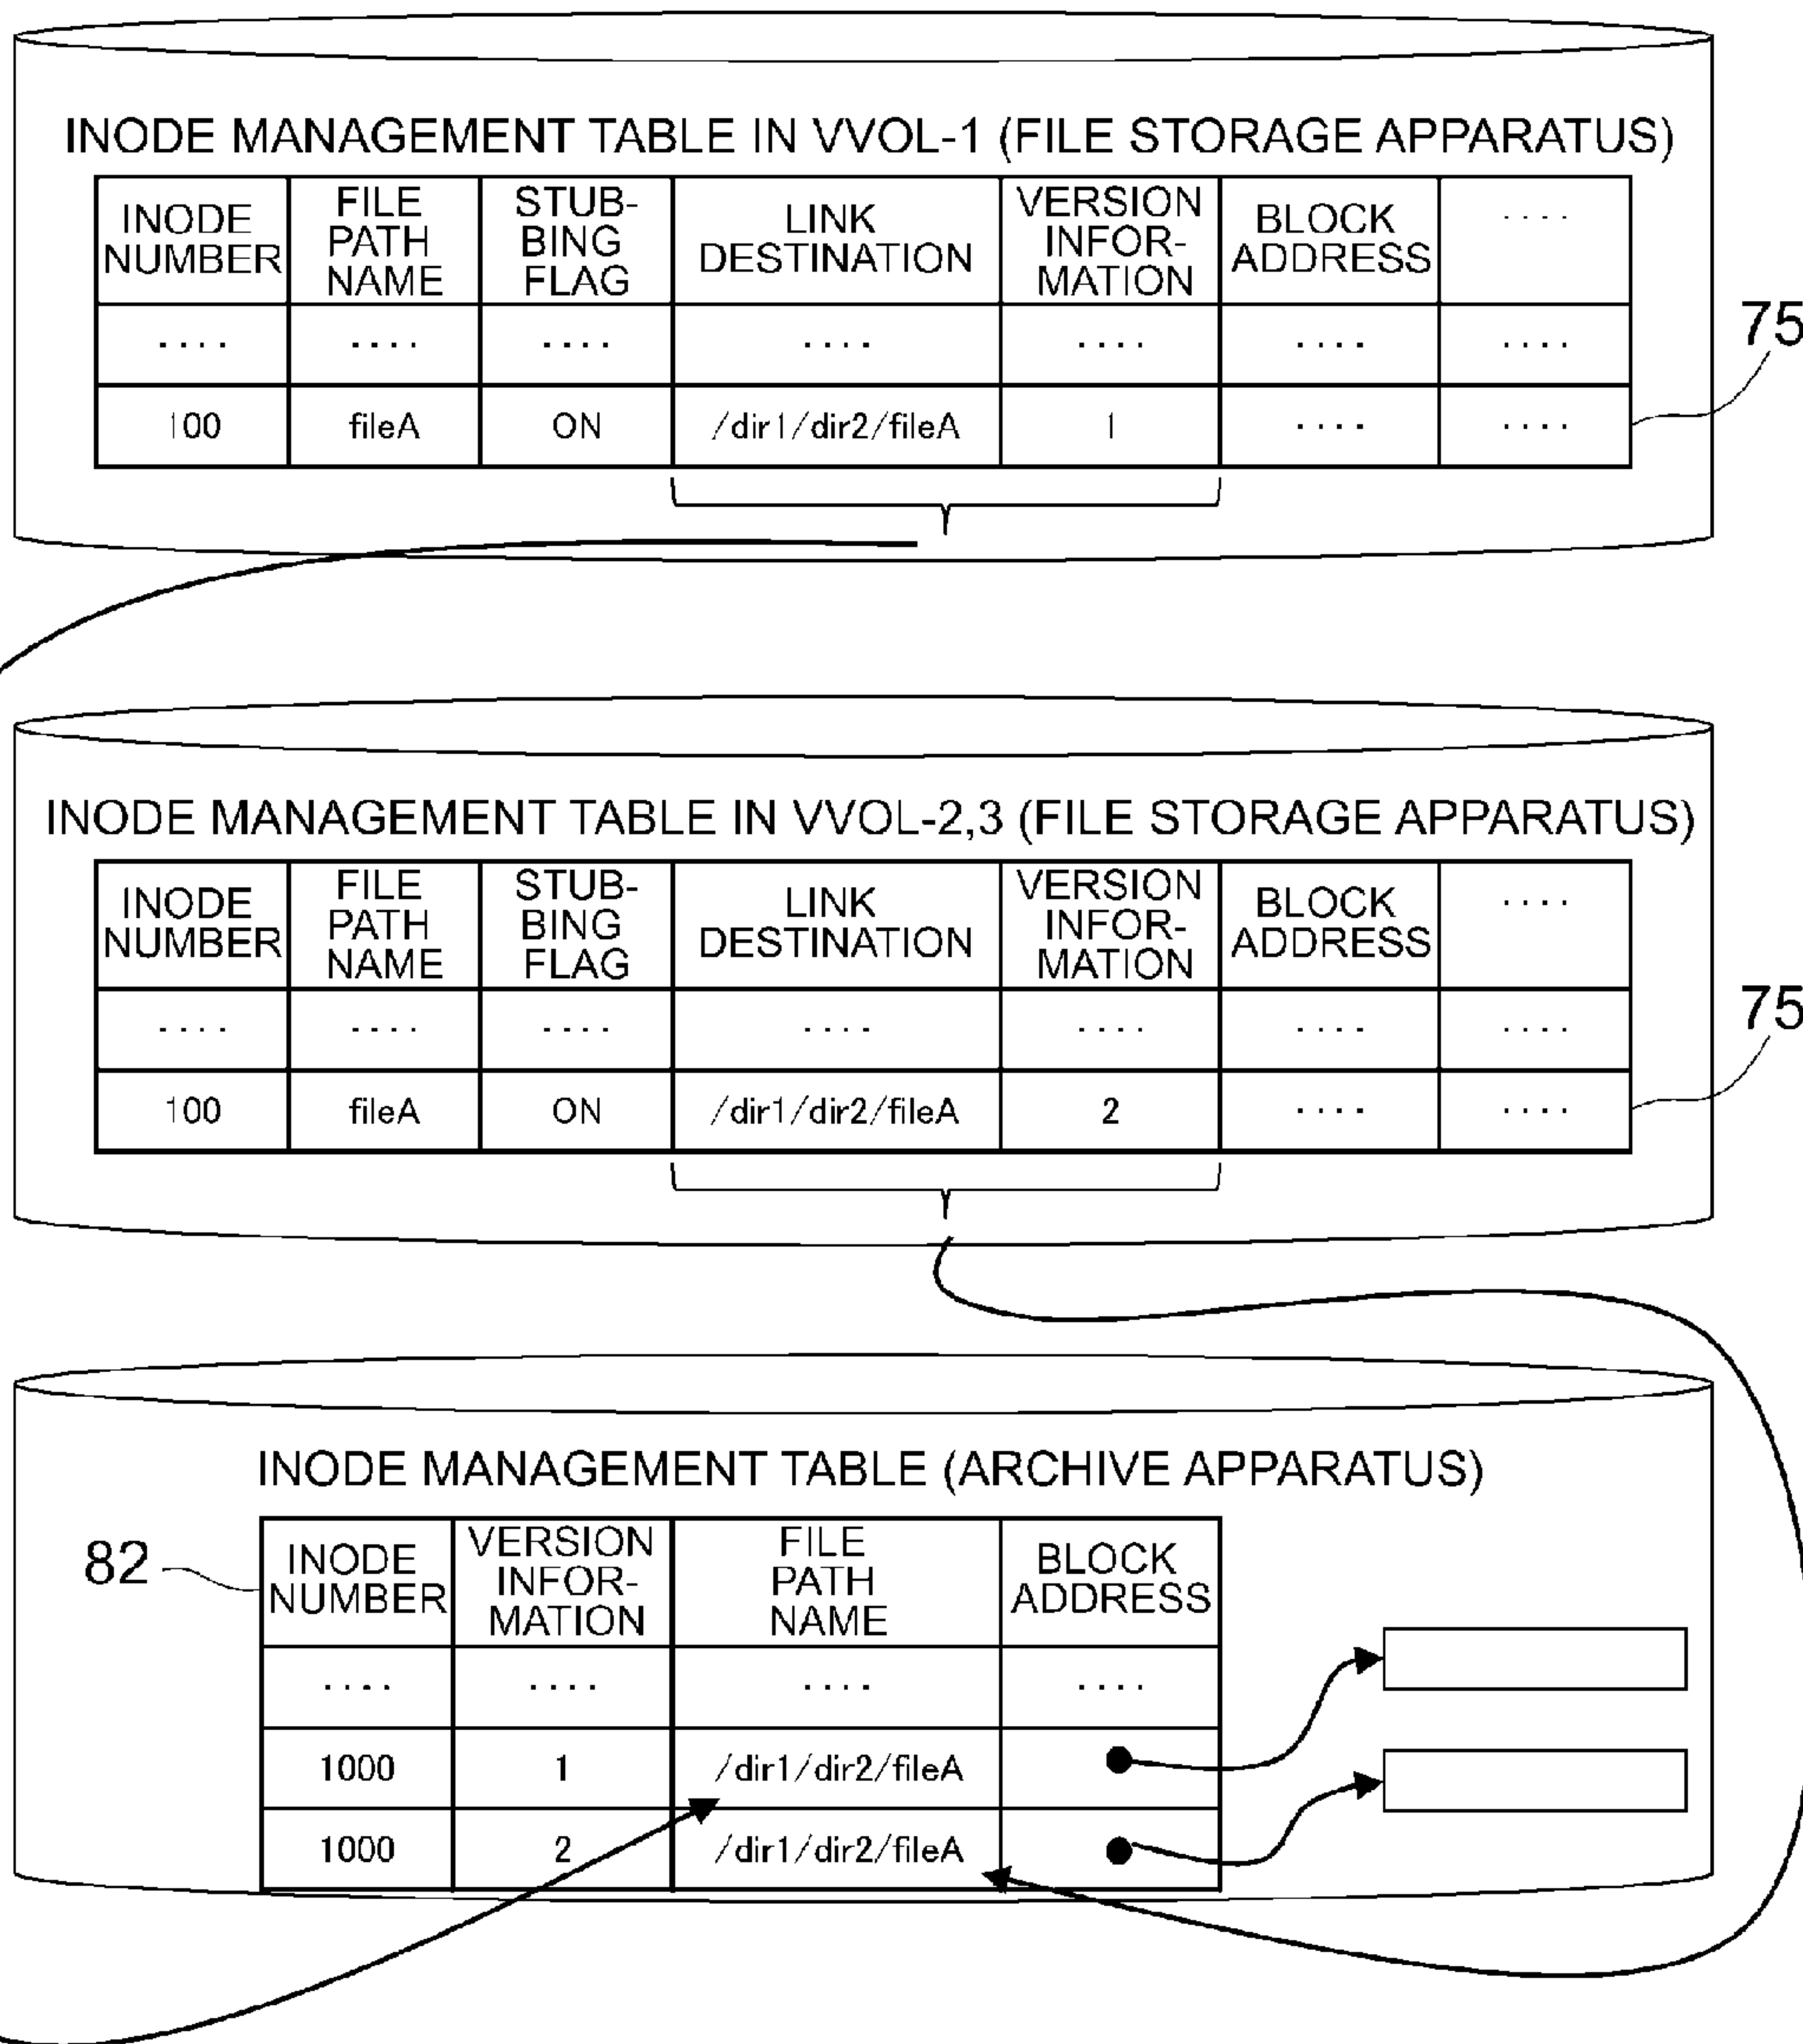 INODE MANAGEMENT TABLE IN VVOL-1 (FILE STORAGE APPARATUS)
INODE NUMBER FILE PATH NAME STUB-BING FLAG LINK DESTINATION VERSION INFOR-MATION BLOCK ADDRESS ....
.... .... .... .... .... .... ....
100 fileA ON /dir1/dir2/fileA 1 .... ....
75
INODE MANAGEMENT TABLE IN VVOL-2,3 (FILE STORAGE APPARATUS)
INODE NUMBER FILE PATH NAME STUB-BING FLAG LINK DESTINATION VERSION INFOR-MATION BLOCK ADDRESS ....
.... .... .... .... .... .... ....
100 fileA ON /dir1/dir2/fileA 2 .... ....
75
INODE MANAGEMENT TABLE (ARCHIVE APPARATUS)
82
INODE NUMBER VERSION INFOR-MATION FILE PATH NAME BLOCK ADDRESS
.... .... .... ....
1000 1 /dir1/dir2/fileA
1000 2 /dir1/dir2/fileA